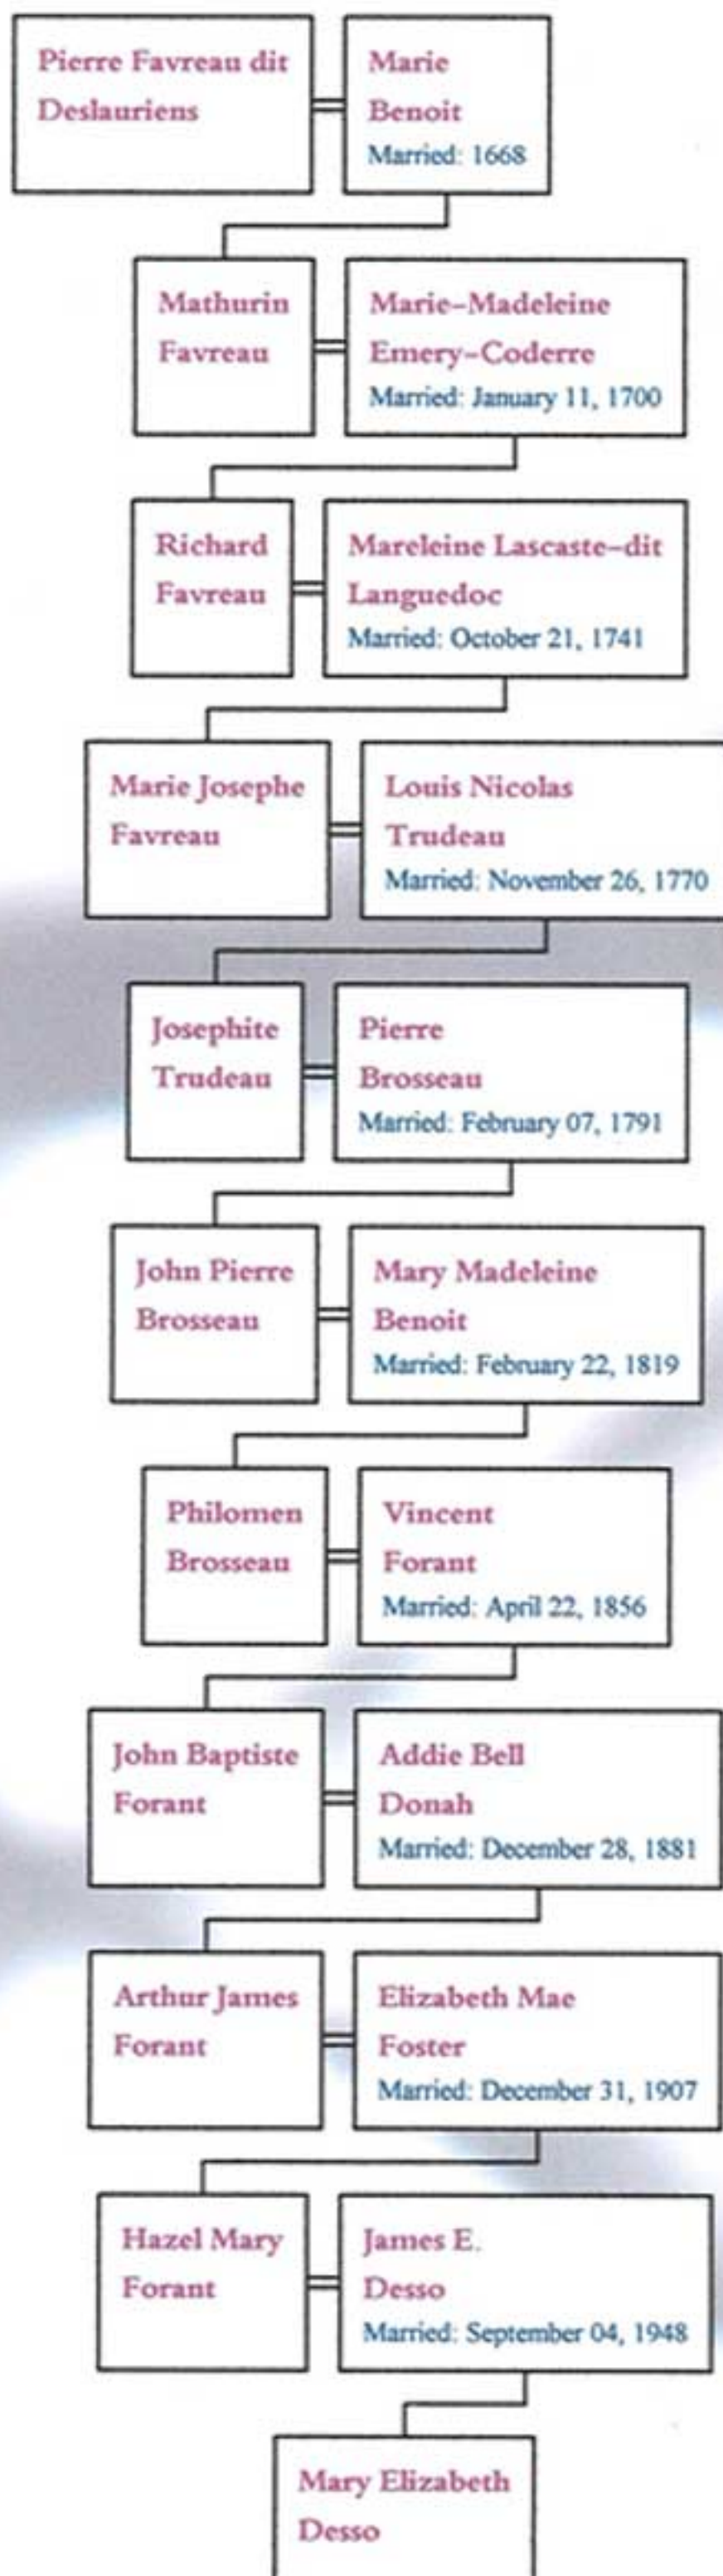 Pierre Favreau dit
Deslauriens
Marie
Benoit
Married: 1668
Mathurin
Favreau
Marie-Madeleine
Emery-Coderre
Married: January 11, 1700
Richard
Favreau
Mareleine Lascaste-dit
Languedoc
Married: October 21, 1741
Marie Josephe
Favreau
Louis Nicolas
Trudeau
Married: November 26, 1770
Josephite
Trudeau
Pierre
Brosseau
Married: February 07, 1791
John Pierre
Brosseau
Mary Madeleine
Benoit
Married: February 22, 1819
Philomen
Brosseau
Vincent
Forant
Married: April 22, 1856
John Baptiste
Forant
Addie Bell
Donah
Married: December 28, 1881
Arthur James
Forant
Elizabeth Mae
Foster
Married: December 31, 1907
Hazel Mary
Forant
James E.
Desso
Married: September 04, 1948
Mary Elizabeth
Desso